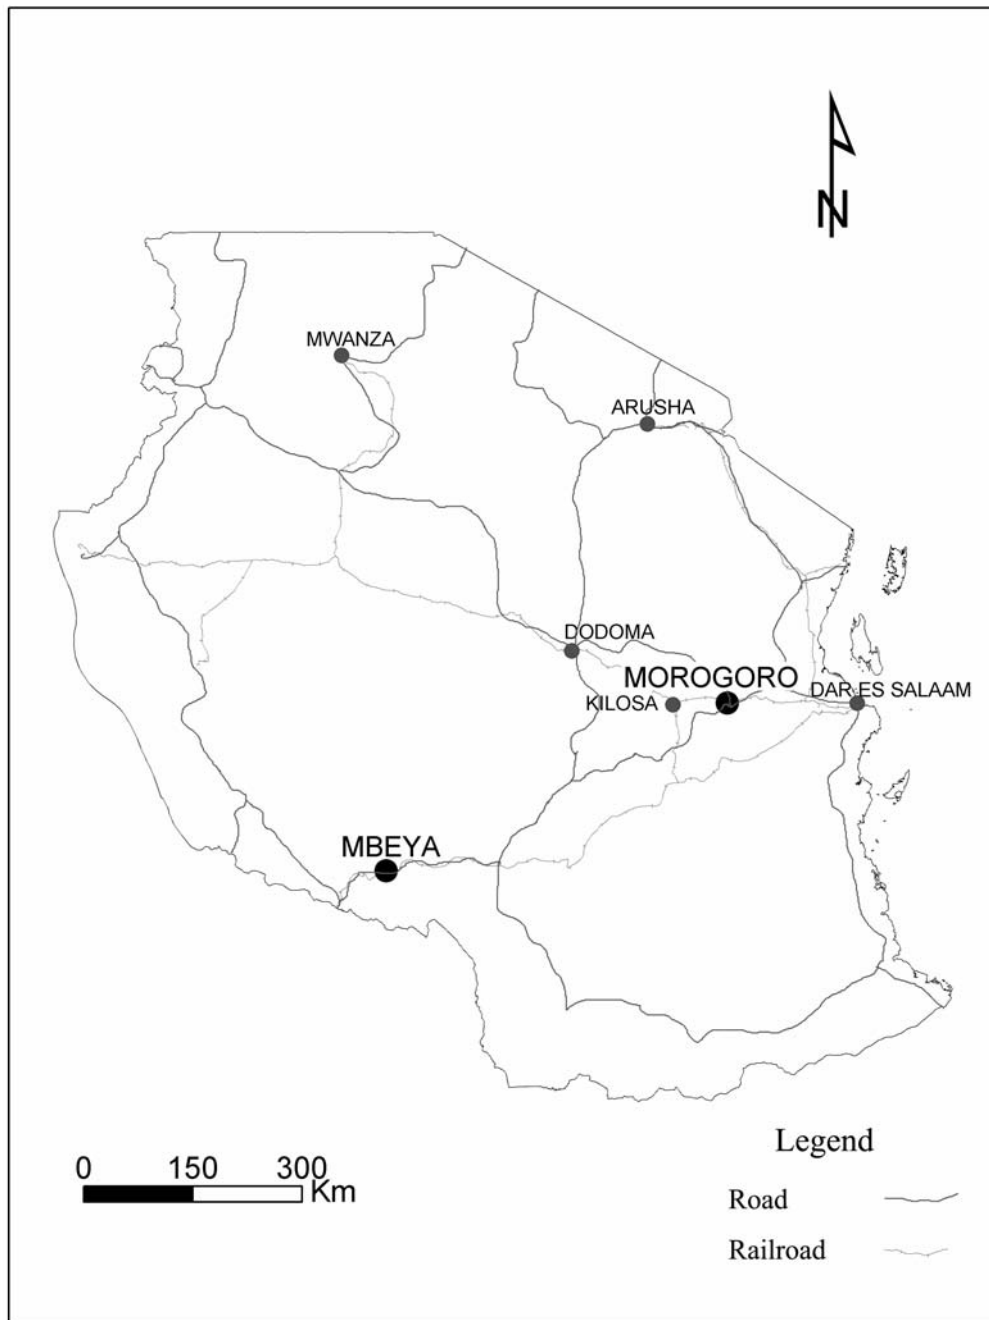 N
MWANZA
ARUSHA
DODOMA
MOROGORO
KILOSA
DAR ES SALAAM
MBEYA
0 150 300
Km
Legend
Road
Railroad